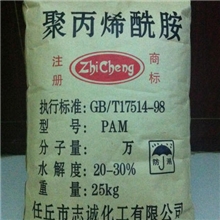 聚丙烯酰胺
注册 ZhiCheng 商标
执行标准: GB/T17514-98
型号: PAM
分子量: 万
水解度: 20-30%
重量: 25kg
防潮
任丘市志诚化工有限公司